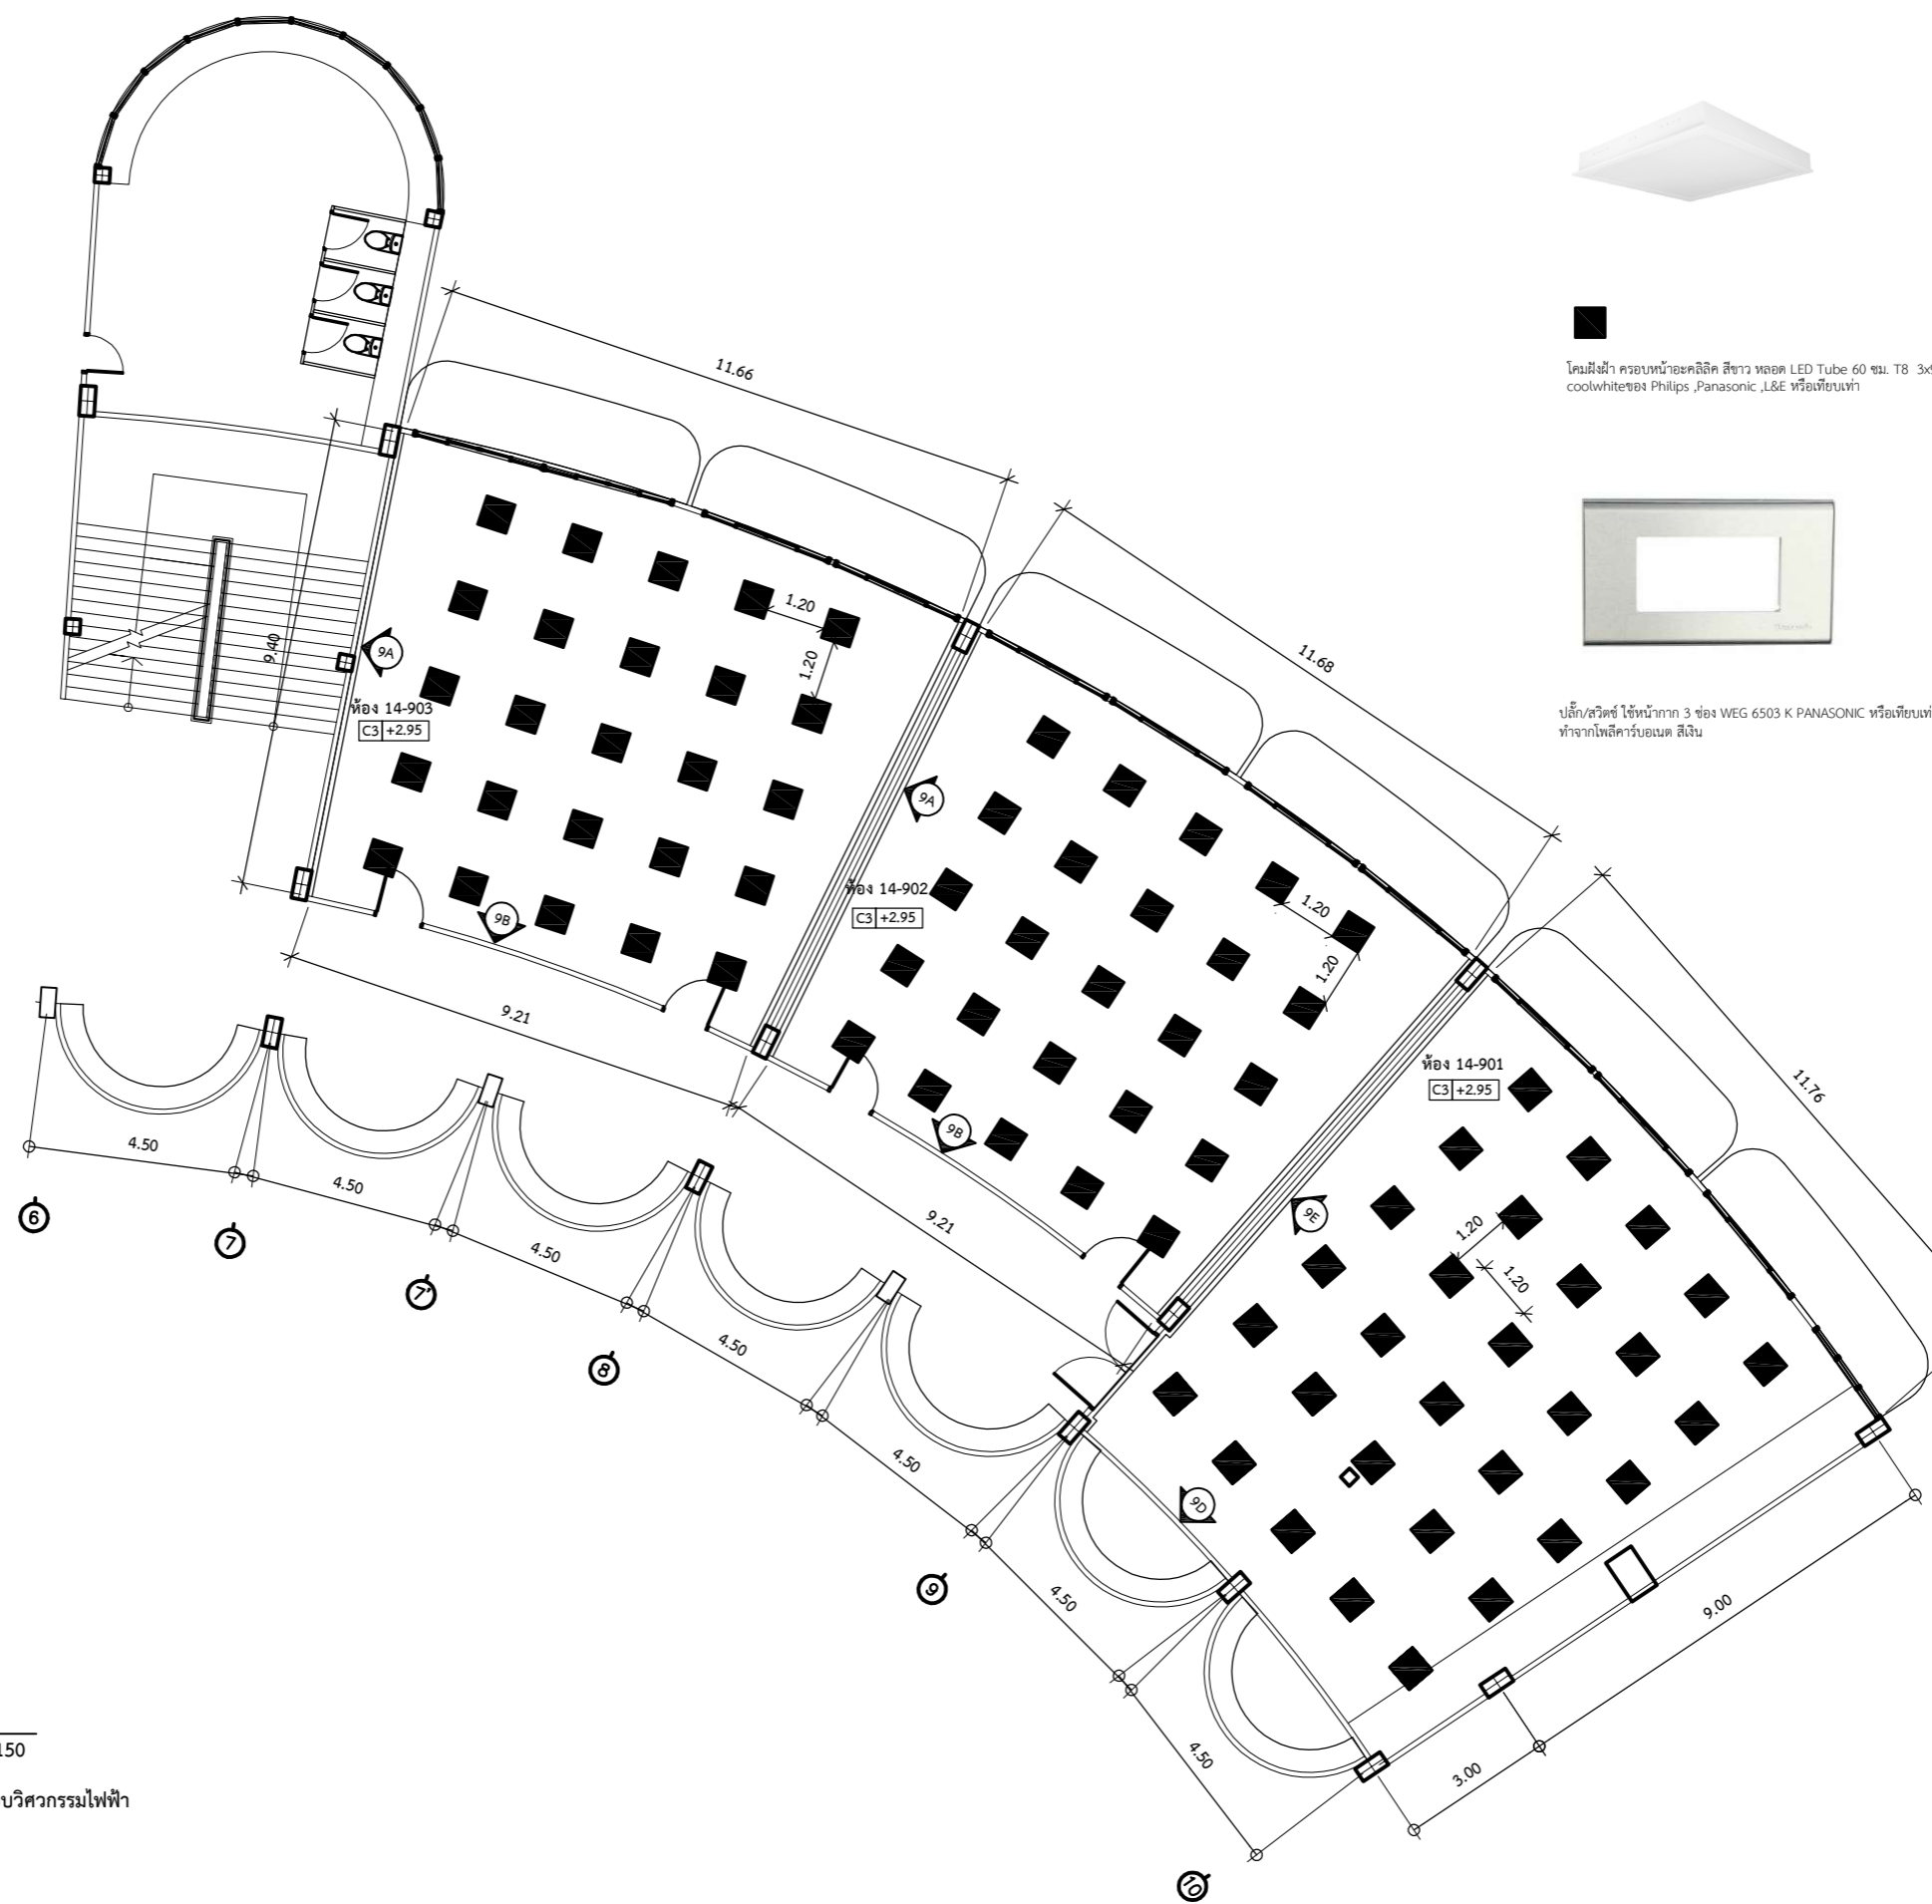 โคมฝังฝ้า ครอบหน้าอะคลิลิค สีขาว หลอด LED Tube 60 ซม. T8
coolwhiteของ Philips ,Panasonic ,L&E หรือเทียบเท่า
ปลั๊ก/สวิตซ์ ใช้หน้ากาก 3 ช่อง WEG 6503 K PANASONIC หรือเทียบเท่า
ทำจากโพลีคาร์บอเนต สีเงิน
11.66
11.68
11.76
1.20
1.20
9.40
9A
ห้อง 14-903
C3 +2.95
9B
9A
ห้อง 14-902
C3 +2.95
1.20
1.20
9B
9.21
9.21
ห้อง 14-901
C3 +2.95
9E
1.20
1.20
9D
4.50
4.50
4.50
4.50
4.50
4.50
4.50
9.00
3.00
6
7
7'
8
9
10
150
บวิศวกรรมไฟฟ้า